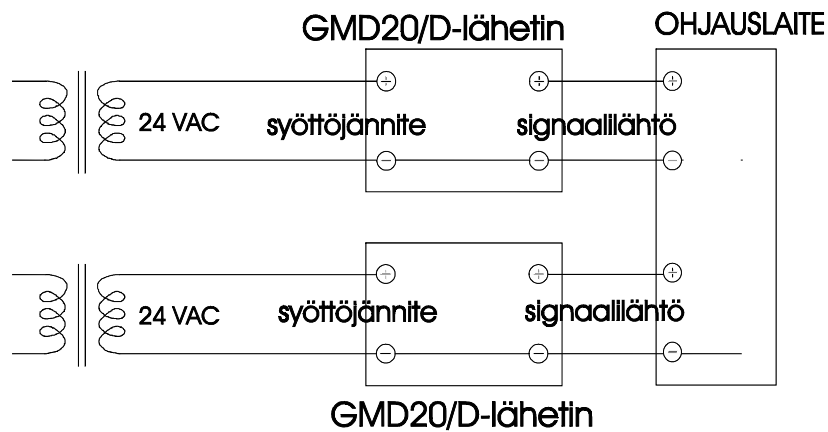 GMD20/D-lähetin OHJAUSLAITE
24 VAC syöttöjännite signaalilähtö
24 VAC syöttöjännite signaalilähtö
GMD20/D-lähetin